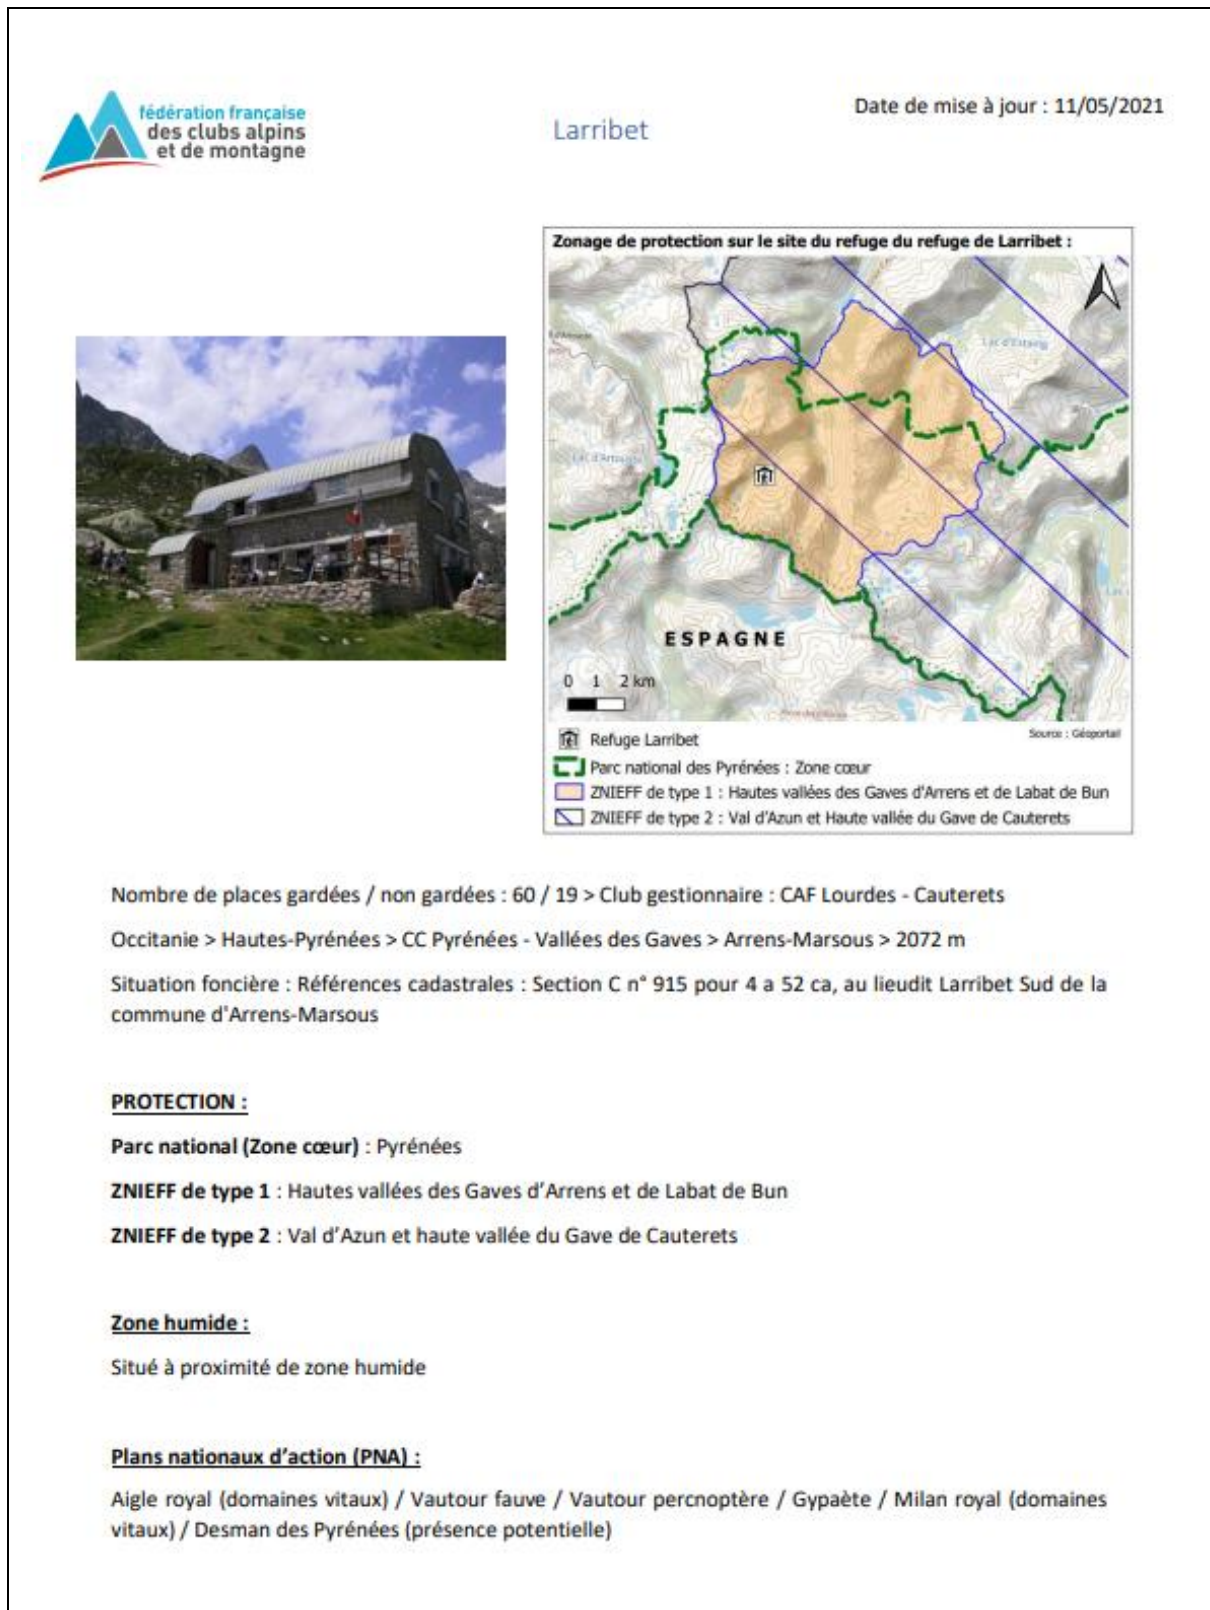 fédération française
des clubs alpins
et de montagne
Larribet
Date de mise à jour : 11/05/2021
Zonage de protection sur le site du refuge du refuge de Larribet :
Lac d'Estaing
Lac d'Artouste
ESPAGNE
0 1 2 km
Source : Géoportail
Refuge Larribet
Parc national des Pyrénées : Zone cœur
ZNIEFF de type 1 : Hautes vallées des Gaves d'Arrens et de Labat de Bun
ZNIEFF de type 2 : Val d'Azun et Haute vallée du Gave de Cauterets
Nombre de places gardées / non gardées : 60 / 19 > Club gestionnaire : CAF Lourdes - Cauterets
Occitanie > Hautes-Pyrénées > CC Pyrénées - Vallées des Gaves > Arrens-Marsous > 2072 m
Situation foncière : Références cadastrales : Section C n° 915 pour 4 a 52 ca, au lieudit Larribet Sud de la
commune d'Arrens-Marsous
PROTECTION :
Parc national (Zone cœur) : Pyrénées
ZNIEFF de type 1 : Hautes vallées des Gaves d'Arrens et de Labat de Bun
ZNIEFF de type 2 : Val d'Azun et haute vallée du Gave de Cauterets
Zone humide :
Situé à proximité de zone humide
Plans nationaux d'action (PNA) :
Aigle royal (domaines vitaux) / Vautour fauve / Vautour percnoptère / Gypaète / Milan royal (domaines
vitaux) / Desman des Pyrénées (présence potentielle)